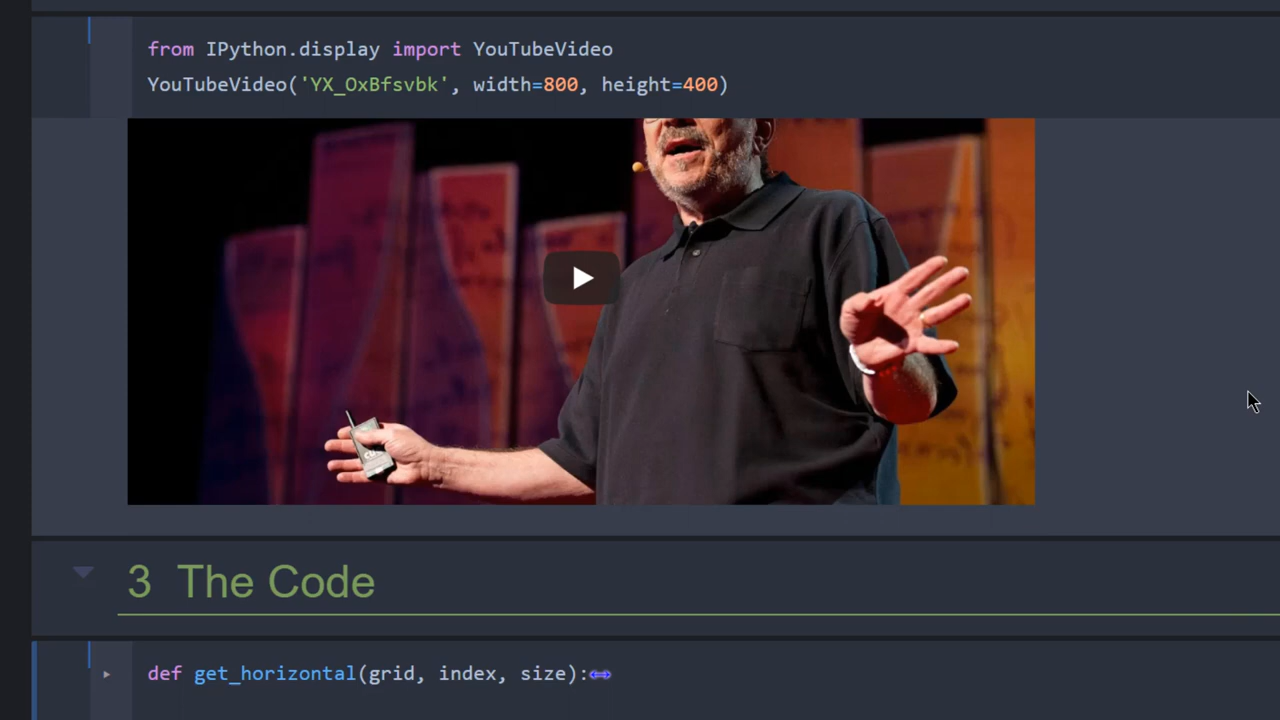 from IPython.display import YouTubeVideo
YouTubeVideo('YX_OxBfsvbk', width=800, height=400)
3 The Code
def get_horizontal(grid, index, size):